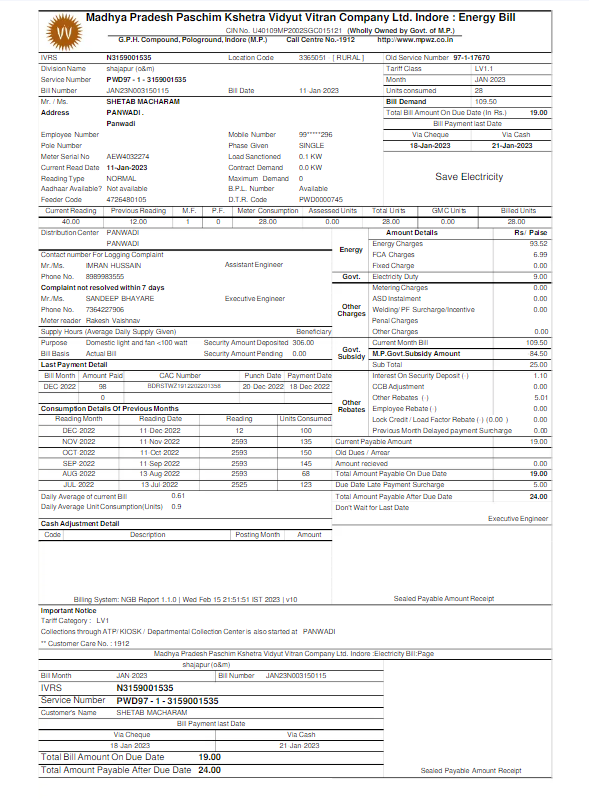 Madhya Pradesh Paschim Kshetra Vidyut Vitran Company Ltd. Indore : Energy Bill
CIN No. U40109MP2002SGC015121 (Wholly Owned by Govt. of M.P.)
G.P.H. Compound, Pologround, Indore (M.P.) Call Centre No.-1912 http://www.mpwz.co.in
IVRS N3159001535 Location Code 3365051 [ RURAL ] Old Service Number 97-1-17670
Division Name shajapur (o&m) Tariff Class LV1.1
Service Number PWD97 - 1 - 3159001535 Month JAN 2023
Bill Number JAN23N003150115 Bill Date 11 Jan 2023 Units consumed 28
Mr. / Ms. SHETAB MACHARAM Bill Demand 109.50
Address PANWADI . Total Bill Amount On Due Date (In Rs.) 19.00
Panwadi Bill Payment last Date
Employee Number Mobile Number 99*****296 Via Cheque Via Cash
Pole Number Phase Given SINGLE 18-Jan-2023 21-Jan-2023
Meter Serial No AEW4032274 Load Sanctioned 0.1 KW
Current Read Date 11-Jan-2023 Contract Demand 0.0 KW
Reading Type NORMAL Maximum Demand 0 Save Electricity
Aadhaar Available? Not available B.P.L. Number Available
Feeder Code 4726480105 D.T.R. Code PWD0000745
Current Reading Previous Reading M.F. P.F. Meter Consumption Assessed Units Total Units GMC Units Billed Units
40.00 12.00 1 0 28.00 0.00 28.00 0.00 28.00
Distribution Center PANWADI Amount Details Rs/ Paise
PANWADI Energy Energy Charges 93.52
Contact number For Logging Complaint FCA Charges 6.99
Mr./Ms. IMRAN HUSSAIN Assistant Engineer Fixed Charge 0.00
Phone No. 8989983555 Govt. Electricity Duty 9.00
Complaint not resolved within 7 days Metering Charges 0.00
Mr./Ms. SANDEEP BHAYARE Executive Engineer Other Charges ASD Instalment 0.00
Phone No. 7364227906 Welding/ PF Surcharge/Incentive 0.00
Meter reader Rakesh Vaishnav Penal Charges
Supply Hours (Average Daily Supply Given) Beneficiary Other Charges 0.00
Purpose Domestic light and fan <100 watt Security Amount Deposited 306.00 Govt. Subsidy Current Month Bill 109.50
Bill Basis Actual Bill Security Amount Pending 0.00 M.P.Govt.Subsidy Amount 84.50
Last Payment Detail Sub Total 25.00
Bill Month Amount Paid CAC Number Punch Date Payment Date Interest On Security Deposit (-) 1.10
DEC 2022 98 BDRSTWZ1912202201358 20 Dec 2022 18 Dec 2022 CCB Adjustment 0.00
0 Other Rebates Other Rebates (-) 5.01
Employee Rebate (-) 0.00
Consumption Details Of Previous Months Lock Credit / Load Factor Rebate (-) (0.00 ) 0.00
Reading Month Reading Date Reading Units Consumed Previous Month Delayed payment Surcharge 0.00
DEC 2022 11 Dec 2022 12 100
NOV 2022 11 Nov 2022 2593 135 Current Payable Amount 19.00
OCT 2022 11 Oct 2022 2593 150 Old Dues / Arrear
SEP 2022 11 Sep 2022 2593 145 Amount recieved 0.00
AUG 2022 13 Aug 2022 2593 68 Total Amount Payable On Due Date 19.00
JUL 2022 13 Jul 2022 2525 123 Due Date Late Payment Surcharge 5.00
Daily Average of current Bill 0.61 Total Amount Payable After Due Date 24.00
Daily Average Unit Consumption(Units) 0.9 Don't Wait for Last Date
Executive Engineer
Cash Adjustment Detail
Code Description Posting Month Amount
Billing System: NGB Report 1.1.0 | Wed Feb 15 21:51:51 IST 2023 | v10 Sealed Payable Amount Receipt
Important Notice
Tariff Category : LV1
Collections through ATP/KIOSK / Departmental Collection Center is also started at PANWADI
** Customer Care No. : 1912
Madhya Pradesh Paschim Kshetra Vidyut Vitran Company Ltd. Indore :Electricity Bill:Page
shajapur (o&m)
Bill Month JAN 2023 Bill Number JAN23N003150115
IVRS N3159001535
Service Number PWD97 - 1 - 3159001535
Customer's Name SHETAB MACHARAM
Bill Payment last Date
Via Cheque Via Cash
18 Jan 2023 21 Jan 2023
Total Bill Amount On Due Date 19.00
Total Amount Payable After Due Date 24.00 Sealed Payable Amount Receipt